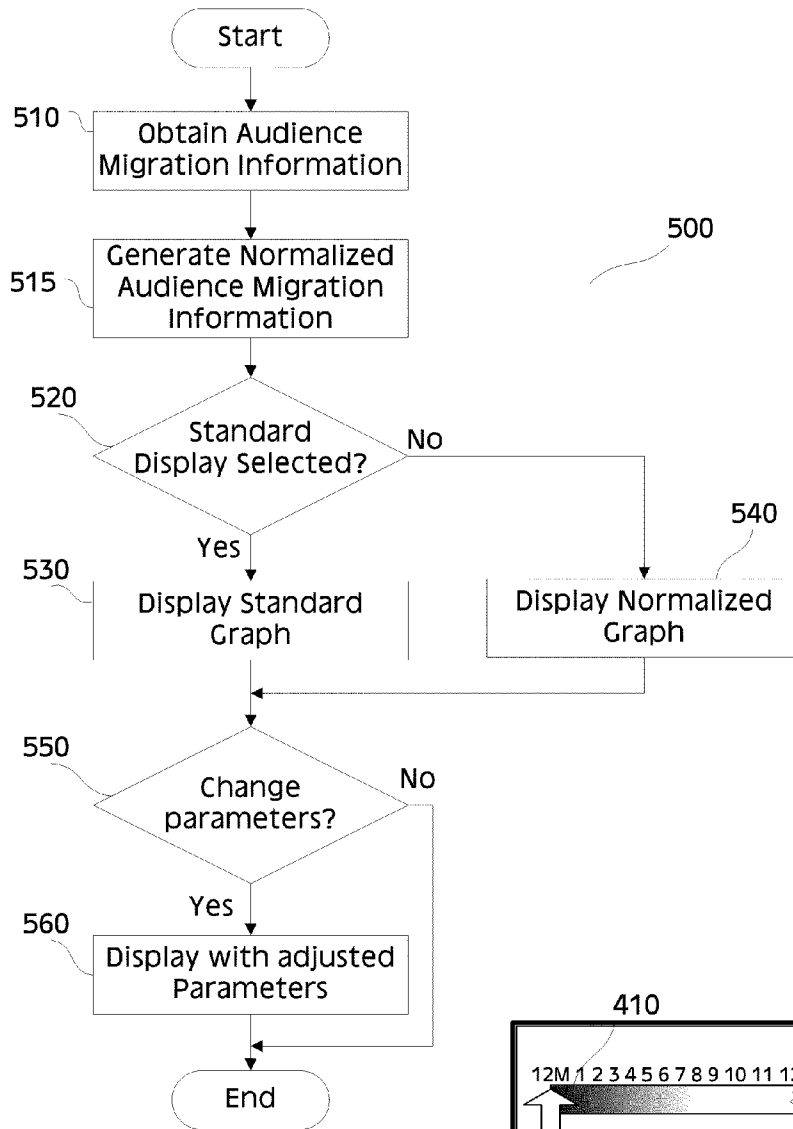 Start
510
Obtain Audience
Migration Information
500
515
Generate Normalized
Audience Migration
Information
520
Standard
Display Selected?
No
Yes
540
530
Display Standard
Graph
Display Normalized
Graph
550
Change
parameters?
No
Yes
560
Display with adjusted
Parameters
410
12M 1 2 3 4 5 6 7 8 9 10 11
End